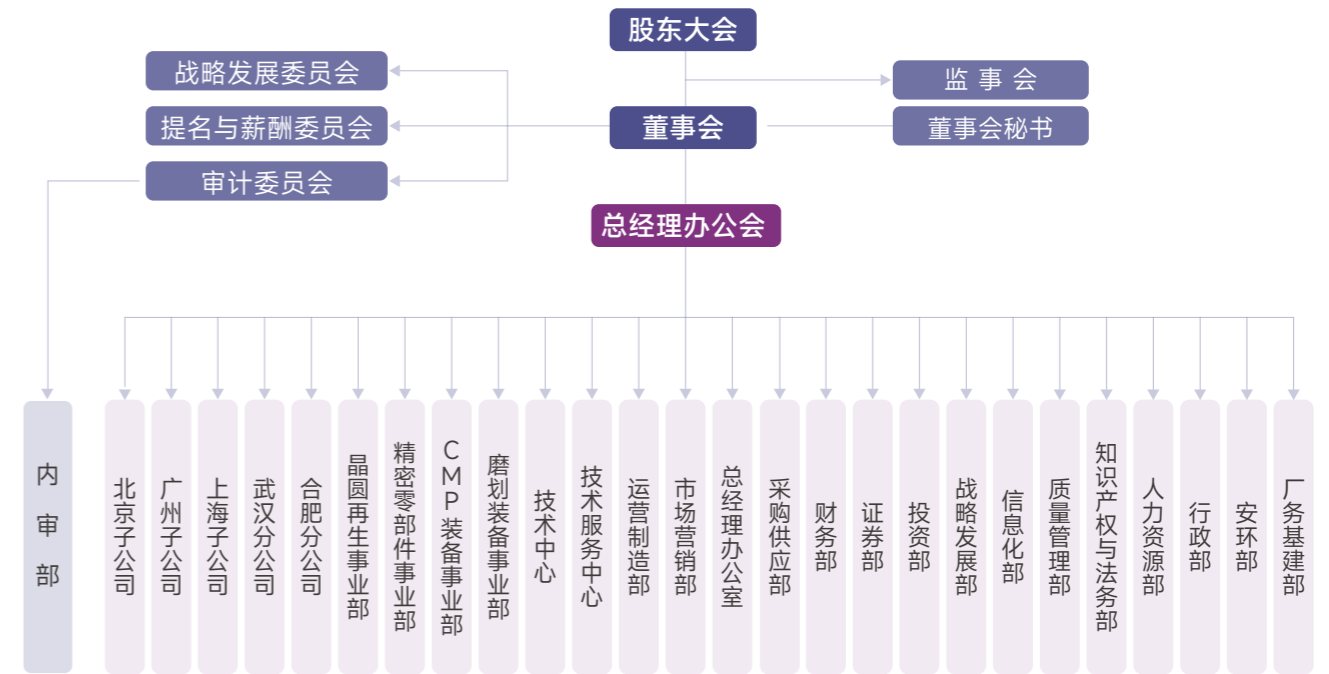 股东大会
战略发展委员会
监事会
提名与薪酬委员会
董事会
董事会秘书
审计委员会
总经理办公会
内审部
北京子公司
广州子公司
上海子公司
武汉分公司
合肥分公司
晶圆再生事业部
精密零部件事业部
CMP装备事业部
磨划装备事业部
技术中心
技术服务中心
运营制造部
市场营销部
总经理办公室
采购供应部
财务部
证券部
投资部
战略发展部
信息化部
质量管理部
知识产权与法务部
人力资源部
行政部
安环部
厂务基建部